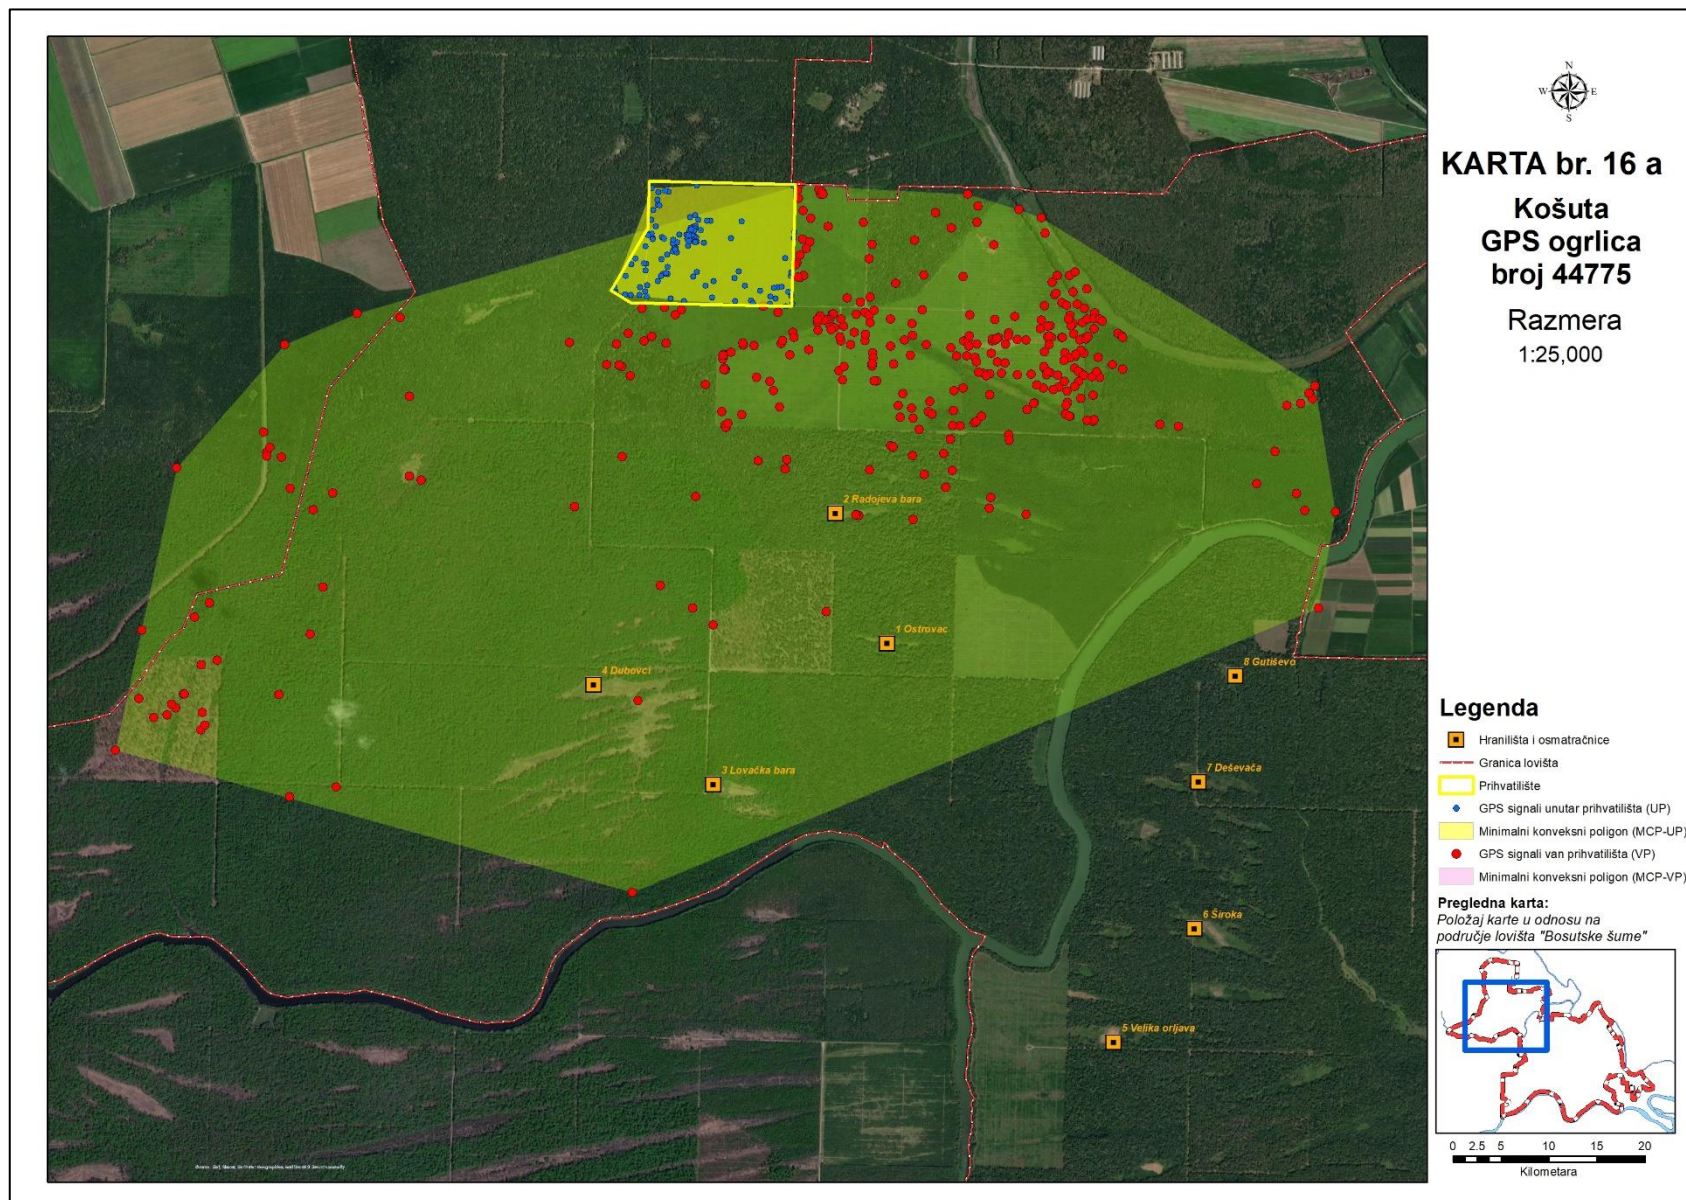 N
W E
S
KARTA br. 16 a
Košuta
GPS ogrlica
broj 44775
Razmera
1:25,000
2 Radojeva bara
1 Ostrovac
4 Dubovci
8 Gutiševo
3 Lovačka bara
7 Deševača
6 Široka
5 Velika orljava
Legenda
Hranilišta i osmatračnice
Granica lovišta
Prihvatilište
GPS signali unutar prihvatilišta (UP)
Minimalni konveksni poligon (MCP-UP)
GPS signali van prihvatilišta (VP)
Minimalni konveksni poligon (MCP-VP)
Pregledna karta:
Položaj karte u odnosu na
područje lovišta "Bosutske šume"
0 2.5 5 10 15 20
Kilometara